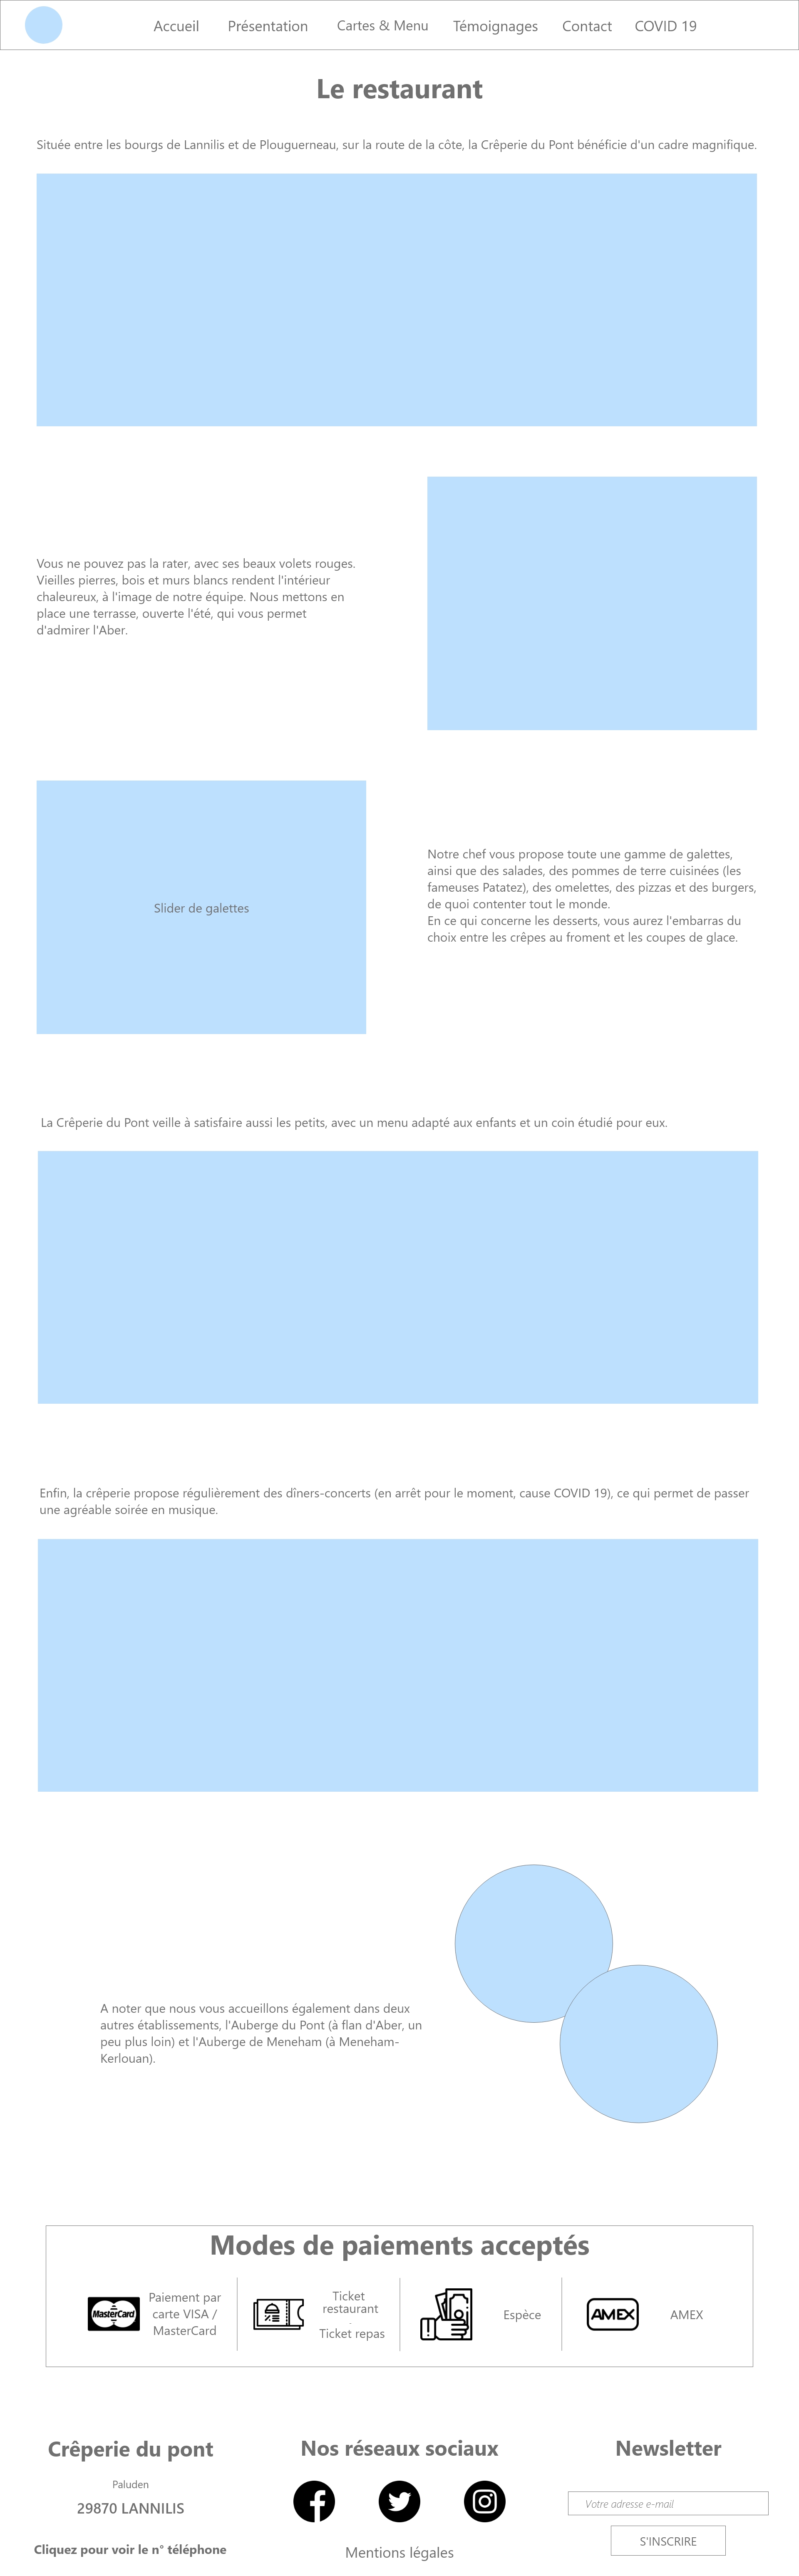 Accueil Présentation Cartes & Menu Témoignages Contact COVID 19
Le restaurant
Située entre les bourgs de Lannilis et de Plouguerneau, sur la route de la côte, la Crêperie du Pont bénéficie d'un cadre magnifique.
Vous ne pouvez pas la rater, avec ses beaux volets rouges.
Vieilles pierres, bois et murs blancs rendent l'intérieur
chaleureux, à l'image de notre équipe. Nous mettons en
place une terrasse, ouverte l'été, qui vous permet
d'admirer l'Aber.
Slider de galettes
Notre chef vous propose toute une gamme de galettes,
ainsi que des salades, des pommes de terre cuisinées (les
fameuses Patatez), des omelettes, des pizzas et des burgers,
de quoi contenter tout le monde.
En ce qui concerne les desserts, vous aurez l'embarras du
choix entre les crêpes au froment et les coupes de glace.
La Crêperie du Pont veille à satisfaire aussi les petits, avec un menu adapté aux enfants et un coin étudié pour eux.
Enfin, la crêperie propose régulièrement des dîners-concerts (en arrêt pour le moment, cause COVID 19), ce qui permet de passer
une agréable soirée en musique.
A noter que nous vous accueillons également dans deux
autres établissements, l'Auberge du Pont (à flan d'Aber, un
peu plus loin) et l'Auberge de Meneham (à Meneham-
Kerlouan).
Modes de paiements acceptés
MasterCard
Paiement par
carte VISA /
MasterCard
Ticket
restaurant
-
Ticket repas
Espèce
AMEX
AMEX
Crêperie du pont
Paluden
29870 LANNILIS
Cliquez pour voir le n° téléphone
Nos réseaux sociaux
Mentions légales
Newsletter
Votre adresse e-mail
S'INSCRIRE